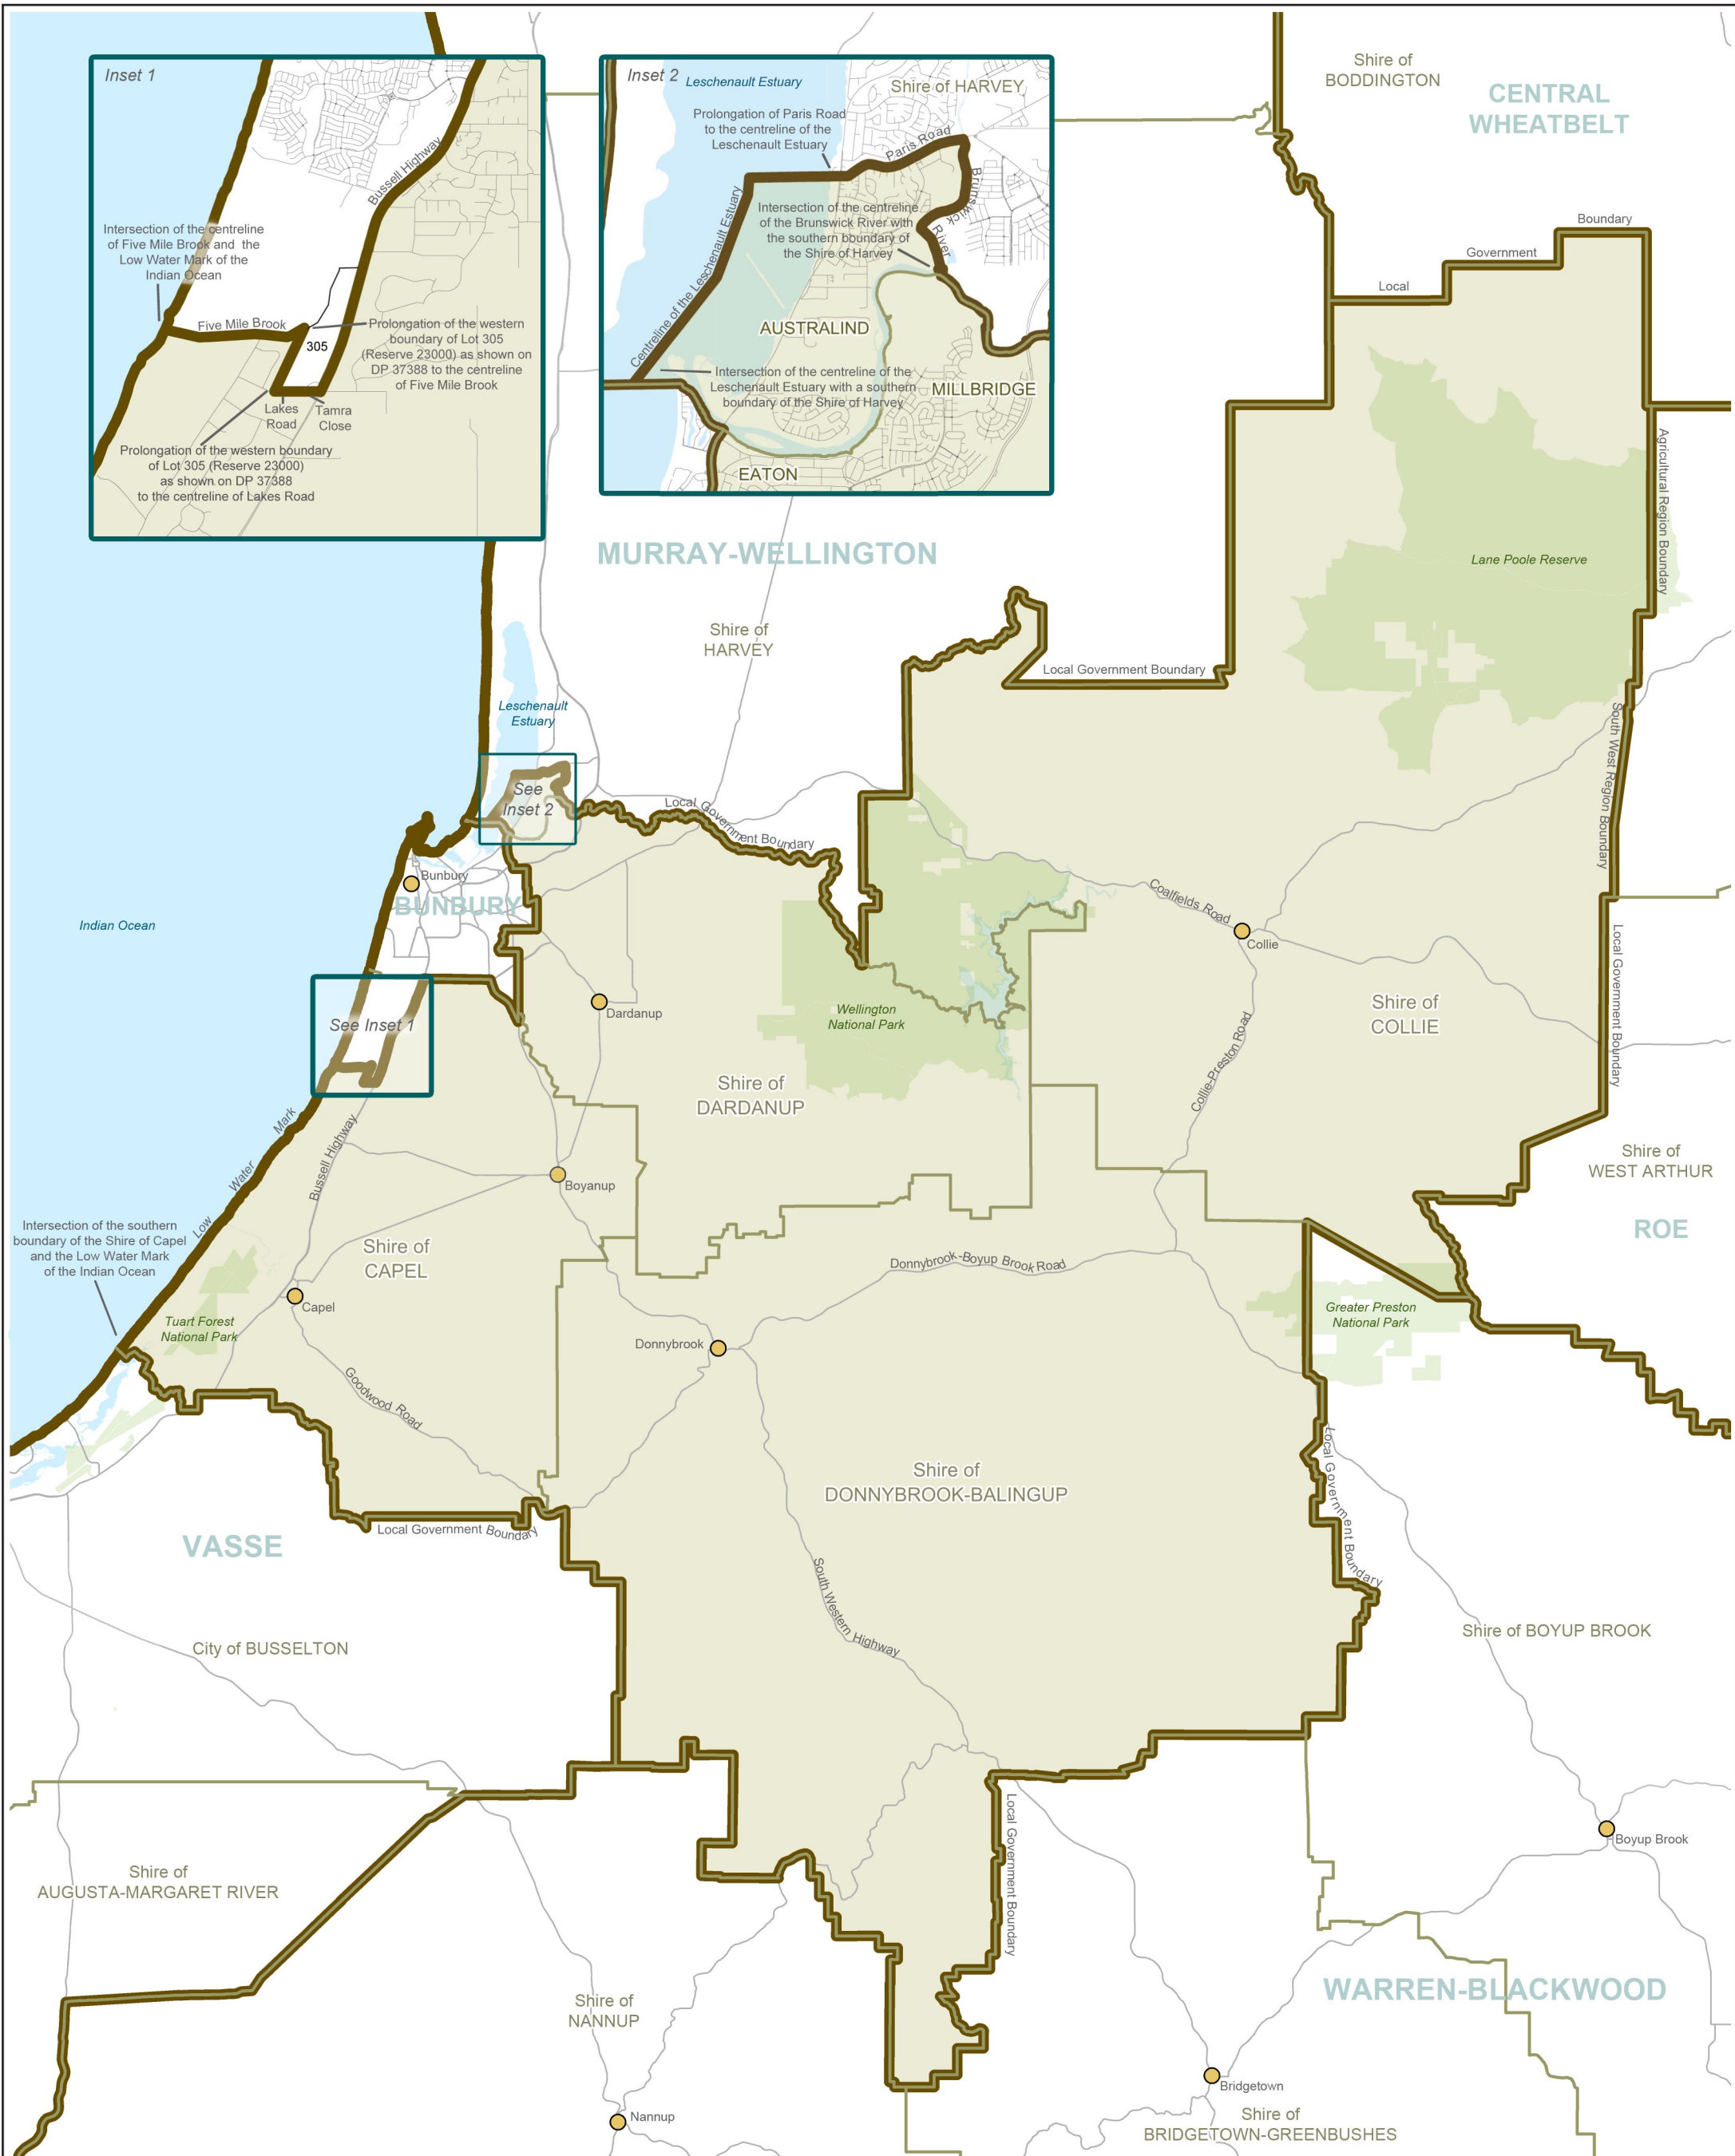 Inset 1
Bussell Highway
Intersection of the centreline
of Five Mile Brook and the
Low Water Mark of the
Indian Ocean
Five Mile Brook
305
Prolongation of the western
boundary of Lot 305
(Reserve 23000) as shown on
DP 37388 to the centreline
of Five Mile Brook
Lakes
Road
Tamra
Close
Prolongation of the western boundary
of Lot 305 (Reserve 23000)
as shown on DP 37388
to the centreline of Lakes Road
Inset 2
Leschenault Estuary
Shire of HARVEY
Prolongation of Paris Road
to the centreline of the
Leschenault Estuary
Paris Road
Brunswick
River
Intersection of the centreline
of the Brunswick River with
the southern boundary of
the Shire of Harvey
Centreline of the Leschenault Estuary
AUSTRALIND
Intersection of the centreline of the
Leschenault Estuary with a southern
boundary of the Shire of Harvey
MILLBRIDGE
EATON
Shire of
BODDINGTON
CENTRAL
WHEATBELT
Local
Government
Boundary
Agricultural Region Boundary
MURRAY-WELLINGTON
Lane Poole Reserve
Shire of
HARVEY
Local Government Boundary
Leschenault
Estuary
South West Region Boundary
See
Inset 2
Local Government Boundary
Bunbury
BUNBURY
Coalfields Road
Collie
Indian Ocean
Local Government Boundary
See Inset 1
Dardanup
Wellington
National Park
Shire of
COLLIE
Collie-Preston Road
Shire of
DARDANUP
Low Water Mark
Bussell Highway
Boyanup
Shire of
WEST ARTHUR
ROE
Intersection of the southern
boundary of the Shire of Capel
and the Low Water Mark
of the Indian Ocean
Shire of
CAPEL
Donnybrook-Boyup Brook Road
Capel
Tuart Forest
National Park
Greater Preston
National Park
Donnybrook
Goodwood Road
Local Government Boundary
Shire of
DONNYBROOK-BALINGUP
Local Government Boundary
VASSE
South Western Highway
City of BUSSELTON
Shire of BOYUP BROOK
Local Government Boundary
Boyup Brook
Shire of
AUGUSTA-MARGARET RIVER
WARREN-BLACKWOOD
Shire of
NANNUP
Bridgetown
Nannup
Shire of
BRIDGETOWN-GREENBUSHES